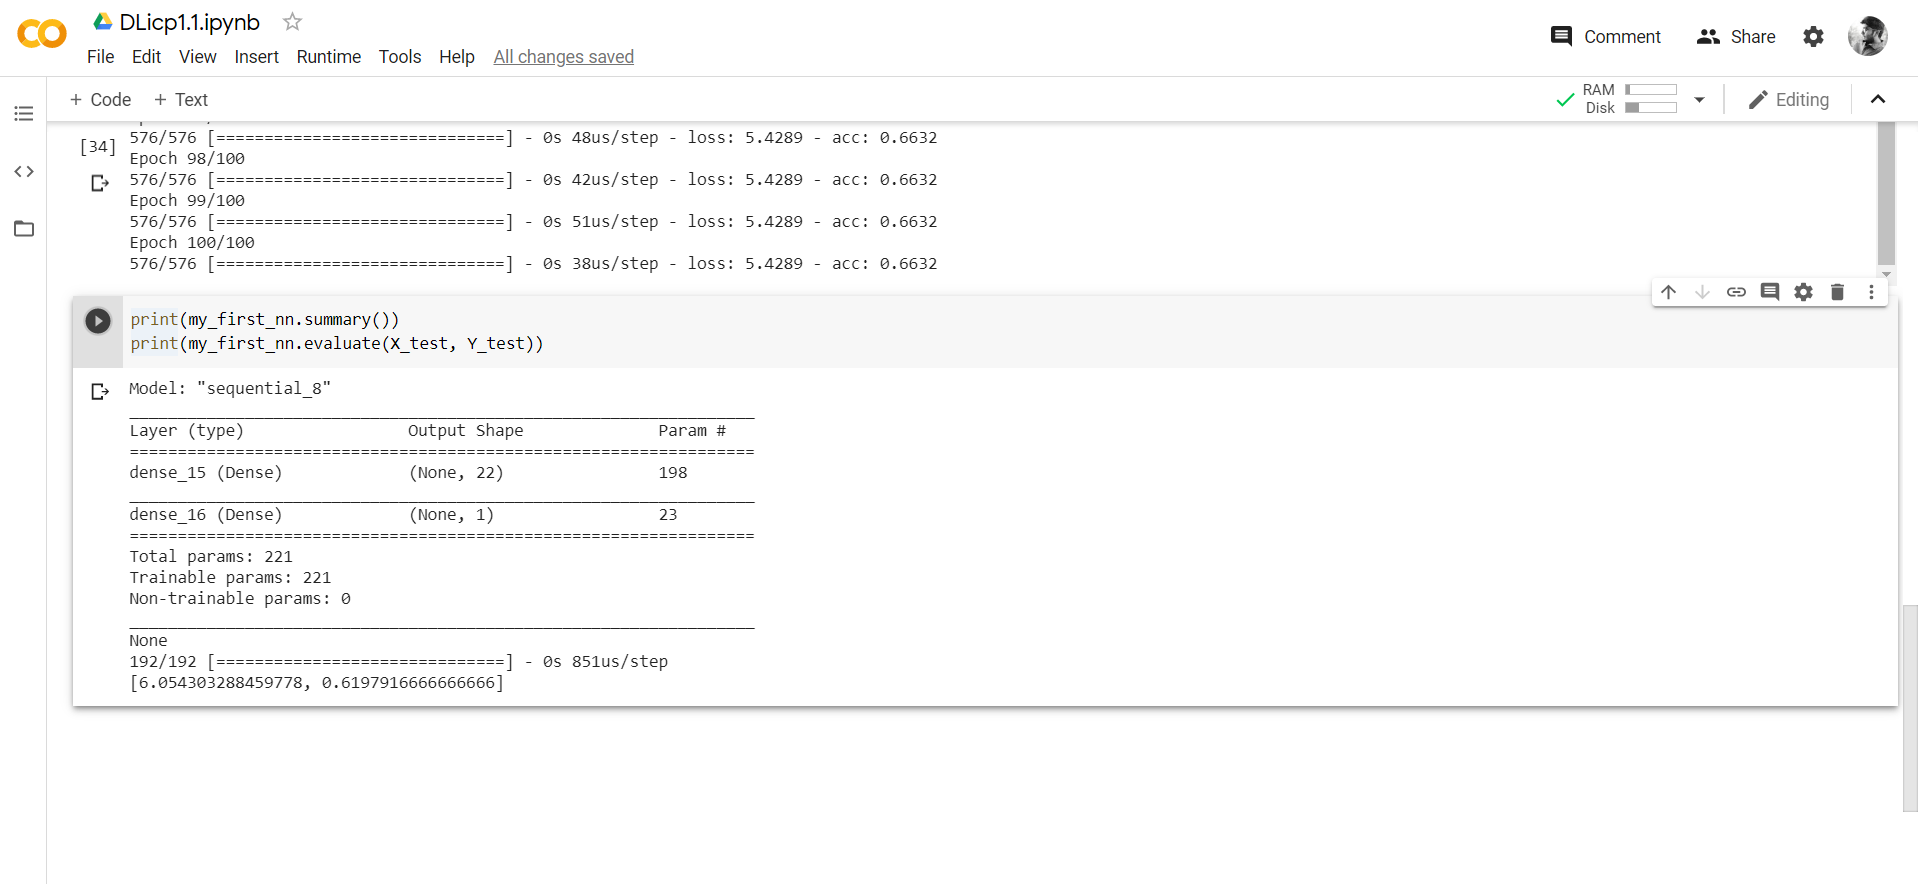 DLicp1.1.ipynb
File Edit View Insert Runtime Tools Help All changes saved
Comment Share
+ Code + Text
RAM
Disk
Editing
576/576 [==============================] - 0s 48us/step - loss: 5.4289 - acc: 0.6632
[34]
Epoch 98/100
576/576 [==============================] - 0s 42us/step - loss: 5.4289 - acc: 0.6632
Epoch 99/100
576/576 [==============================] - 0s 51us/step - loss: 5.4289 - acc: 0.6632
Epoch 100/100
576/576 [==============================] - 0s 38us/step - loss: 5.4289 - acc: 0.6632
print(my_first_nn.summary())
print(my_first_nn.evaluate(X_test, Y_test))
Model: "sequential_8"
_________________________________________________________________
Layer (type) Output Shape Param #
=================================================================
dense_15 (Dense) (None, 22) 198
_________________________________________________________________
dense_16 (Dense) (None, 1) 23
=================================================================
Total params: 221
Trainable params: 221
Non-trainable params: 0
_________________________________________________________________
None
192/192 [==============================] - 0s 851us/step
[6.054303288459778, 0.6197916666666666]